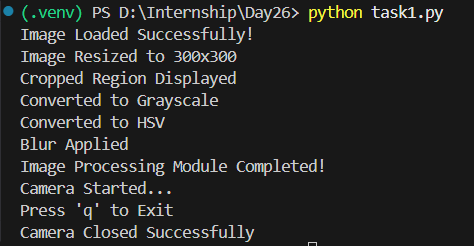 (.venv) PS D:\Internship\Day26> python task1.py
Image Loaded Successfully!
Image Resized to 300x300
Cropped Region Displayed
Converted to Grayscale
Converted to HSV
Blur Applied
Image Processing Module Completed!
Camera Started...
Press 'q' to Exit
Camera Closed Successfully